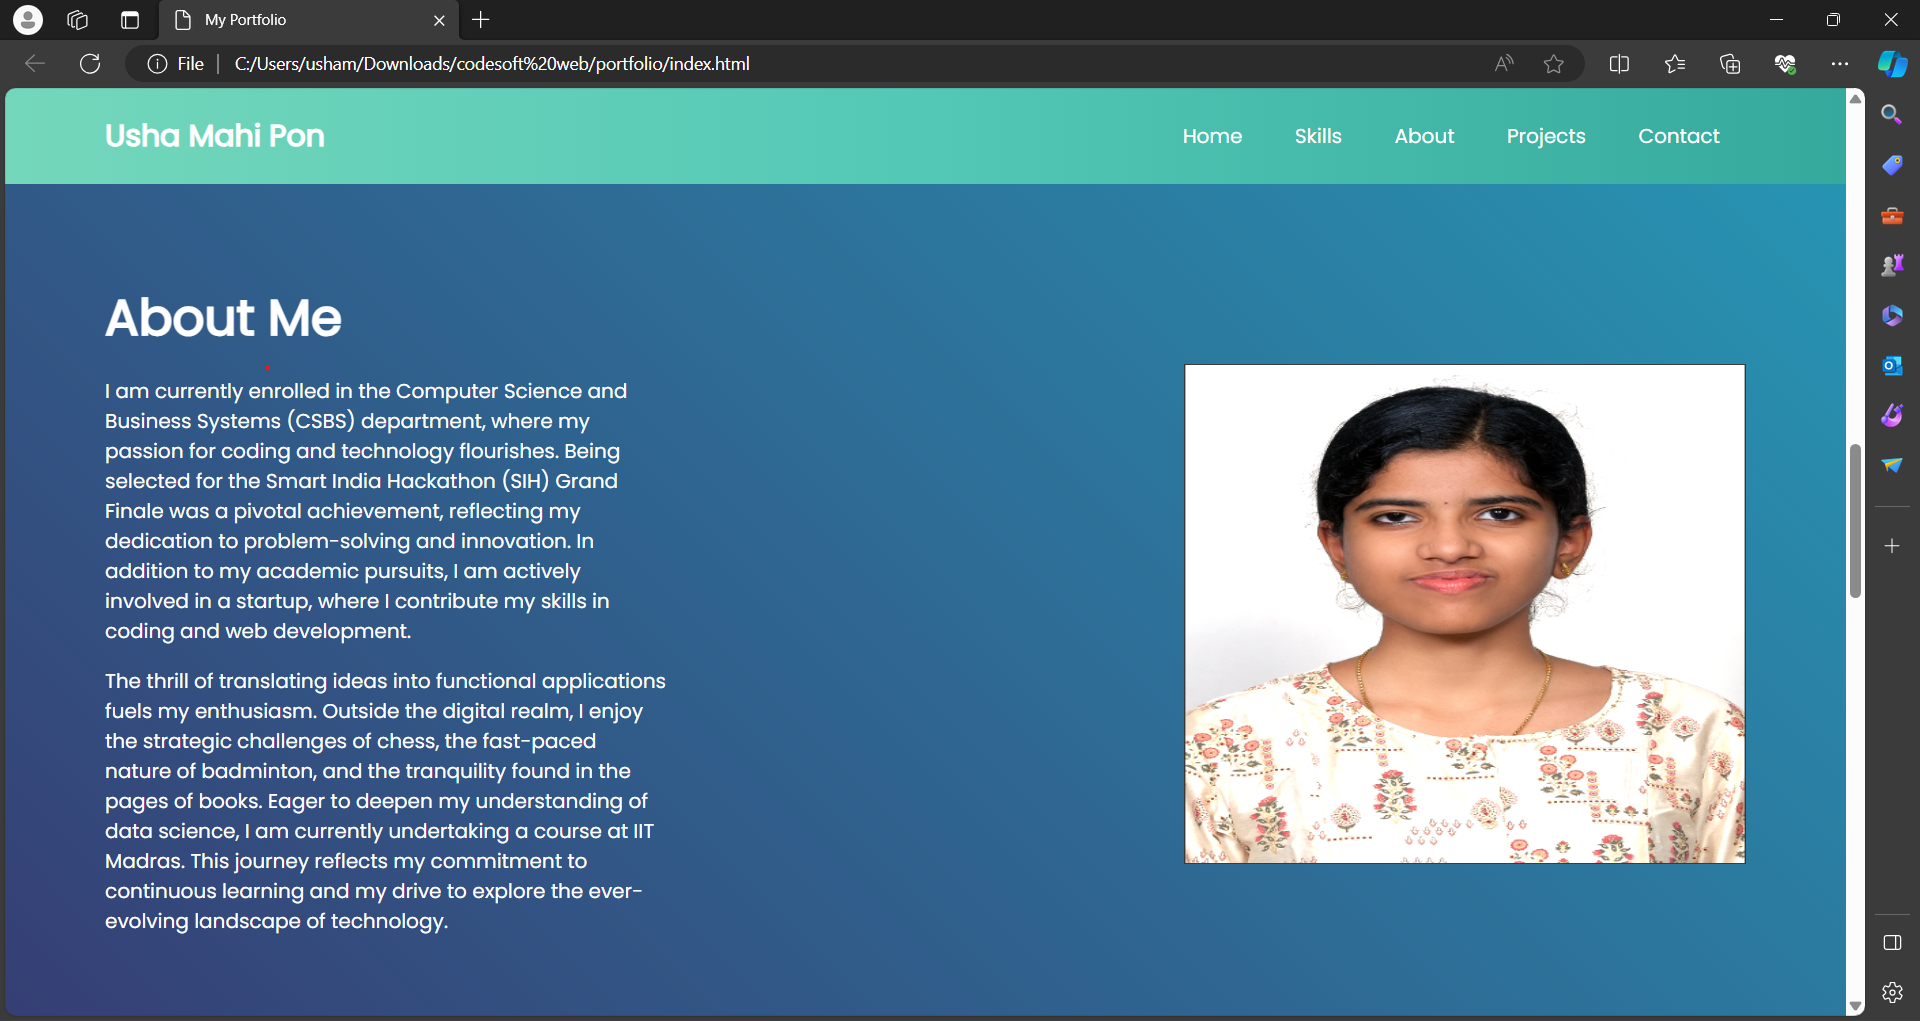 My Portfolio
File
C:/Users/usham/Downloads/codesoft%20web/portfolio/index.html
Usha Mahi Pon
Home Skills About Projects Contact
About Me
I am currently enrolled in the Computer Science and
Business Systems (CSBS) department, where my
passion for coding and technology flourishes. Being
selected for the Smart India Hackathon (SIH) Grand
Finale was a pivotal achievement, reflecting my
dedication to problem-solving and innovation. In
addition to my academic pursuits, I am actively
involved in a startup, where I contribute my skills in
coding and web development.
The thrill of translating ideas into functional applications
fuels my enthusiasm. Outside the digital realm, I enjoy
the strategic challenges of chess, the fast-paced
nature of badminton, and the tranquility found in the
pages of books. Eager to deepen my understanding of
data science, I am currently undertaking a course at IIT
Madras. This journey reflects my commitment to
continuous learning and my drive to explore the ever-
evolving landscape of technology.